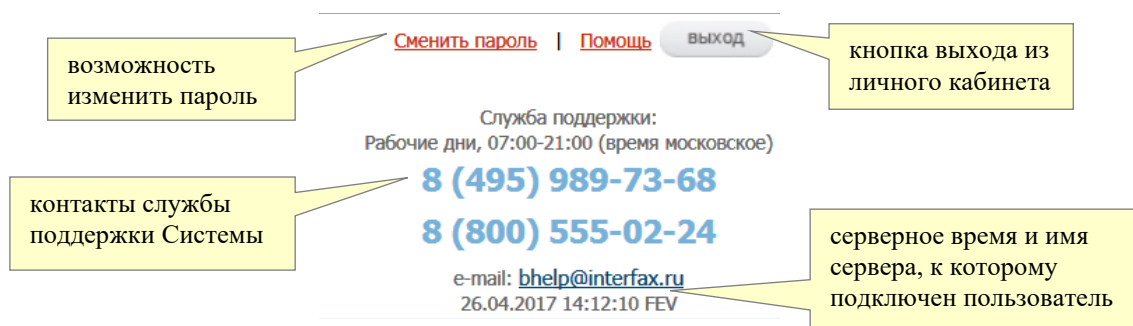 Сменить пароль | Помощь выход
возможность
изменить пароль
кнопка выхода из
личного кабинета
Служба поддержки:
Рабочие дни, 07:00-21:00 (время московское)
8 (495) 989-73-68
8 (800) 555-02-24
контакты службы
поддержки Системы
e-mail: bhelp@interfax.ru
26.04.2017 14:12:10 FEV
серверное время и имя
сервера, к которому
подключен пользователь